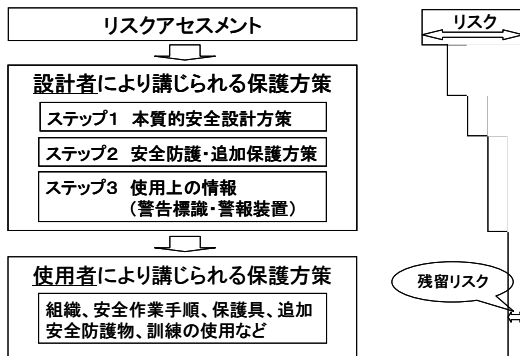 リスクアセスメント
設計者により講じられる保護方策
ステップ1 本質的安全設計方策
ステップ2 安全防護・追加保護方策
ステップ3 使用上の情報
（警告標識・警報装置）
使用者により講じられる保護方策
組織、安全作業手順、保護具、追加
安全防護物、訓練の使用など
リスク
残留リスク